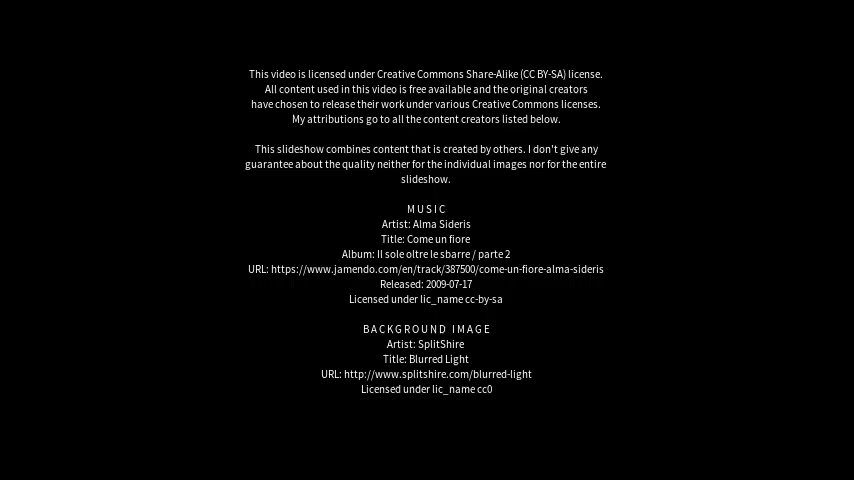 This video is licensed under Creative Commons Share-Alike (CC BY-SA) license.
All content used in this video is free available and the original creators
have chosen to release their work under various Creative Commons licenses.
My attributions go to all the content creators listed below.
This slideshow combines content that is created by others. I don't give any
guarantee about the quality neither for the individual images nor for the entire
slideshow.
MUSIC
Artist: Alma Sideris
Title: Come un fiore
Album: Il sole oltre le sbarre / parte 2
URL: https://www.jamendo.com/en/track/387500/come-un-fiore-alma-sideris
Released: 2009-07-17
Licensed under lic_name cc-by-sa
BACKGROUND IMAGE
Artist: SplitShire
Title: Blurred Light
URL: http://www.splitshire.com/blurred-light
Licensed under lic_name cc0